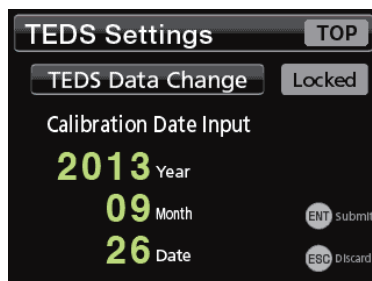 TEDS Settings TOP
TEDS Data Change Locked
Calibration Date Input
2013 Year
09 Month
ENT Submit
26 Date
ESC Discard